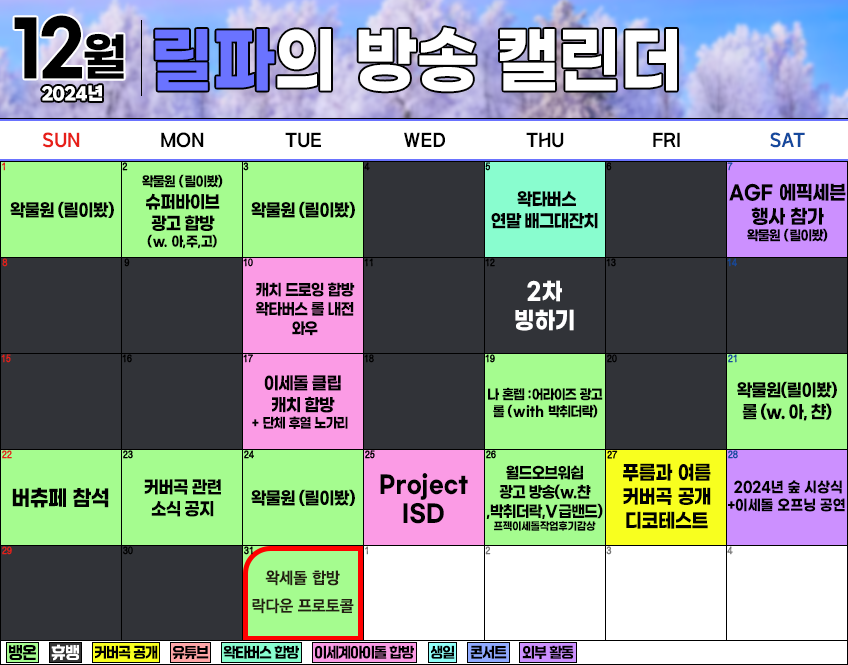 12월
2024년
릴파의 방송 캘린더
SUN MON TUE WED THU FRI SAT
1
왁물원 (릴이봤)
2
왁물원 (릴이봤)
슈퍼바이브
광고 합방
(w. 아,주,고)
3
왁물원 (릴이봤)
4
5
왁타버스
연말 배그대잔치
6
7
AGF 에픽세븐
행사 참가
왁물원 (릴이봤)
8
9
10
캐치 드로잉 합방
왁타버스 롤 내전
와우
11
12
2차
빙하기
13
14
15
16
17
이세돌 클립
캐치 합방
+ 단체 후열 노가리
18
19
나 혼렙 :어라이즈 광고
롤 (with 박취더락)
20
21
왁물원(릴이봤)
롤 (w. 아, 챤)
22
버츄페 참석
23
커버곡 관련
소식 공지
24
왁물원 (릴이봤)
25
Project
ISD
26
월드오브워쉽
광고 방송(w.챤
,박취더락,V급밴드)
프젝이세돌작업후기감상
27
푸름과 여름
커버곡 공개
디코테스트
28
2024년 숲 시상식
+이세돌 오프닝 공연
29
30
31
왁세돌 합방
락다운 프로토콜
1
2
3
4
뱅온 휴뱅 커버곡 공개 유튜브 왁타버스 합방 이세계아이돌 합방 생일 콘서트 외부 활동